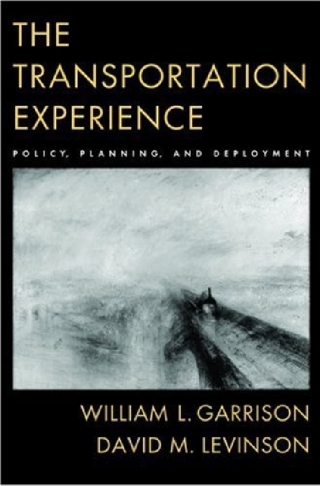 THE
TRANSPORTATION
EXPERIENCE
POLICY, PLANNING, AND DEPLOYMENT
WILLIAM L. GARRISON
DAVID M. LEVINSON